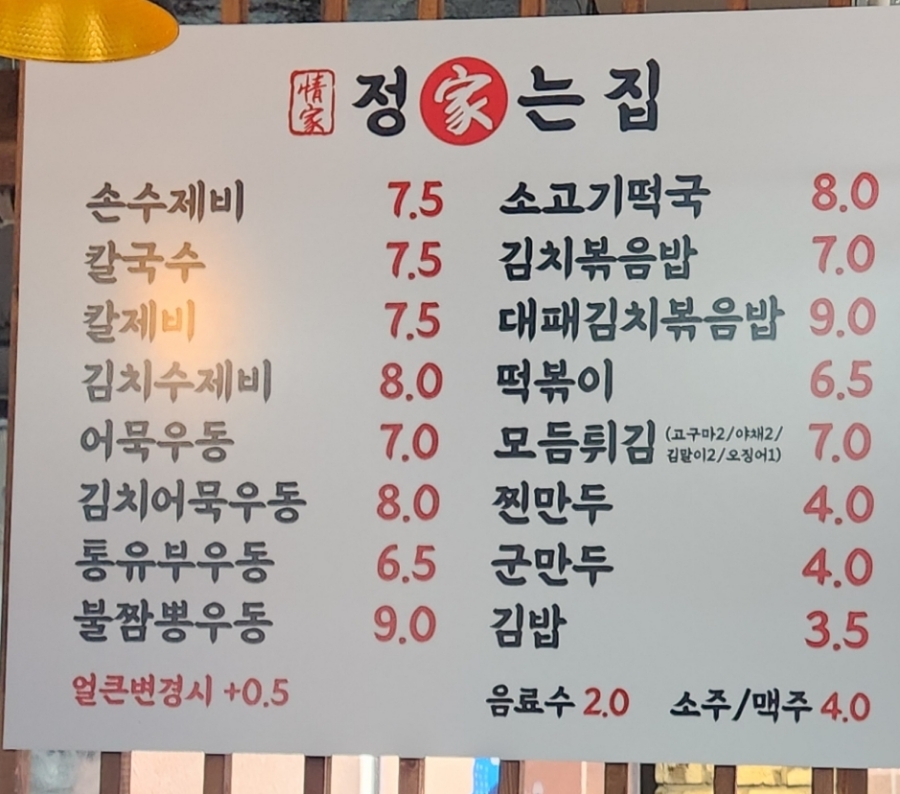 情家 정家는 집
손수제비 7.5
칼국수 7.5
칼제비 7.5
김치수제비 8.0
어묵우동 7.0
김치어묵우동 8.0
통유부우동 6.5
불짬뽕우동 9.0
얼큰변경시 +0.5
소고기떡국 8.0
김치볶음밥 7.0
대패김치볶음밥 9.0
떡볶이 6.5
모듬튀김 (고구마2/야채2/
김말이2/오징어1) 7.0
찐만두 4.0
군만두 4.0
김밥 3.5
음료수 2.0 소주/맥주 4.0